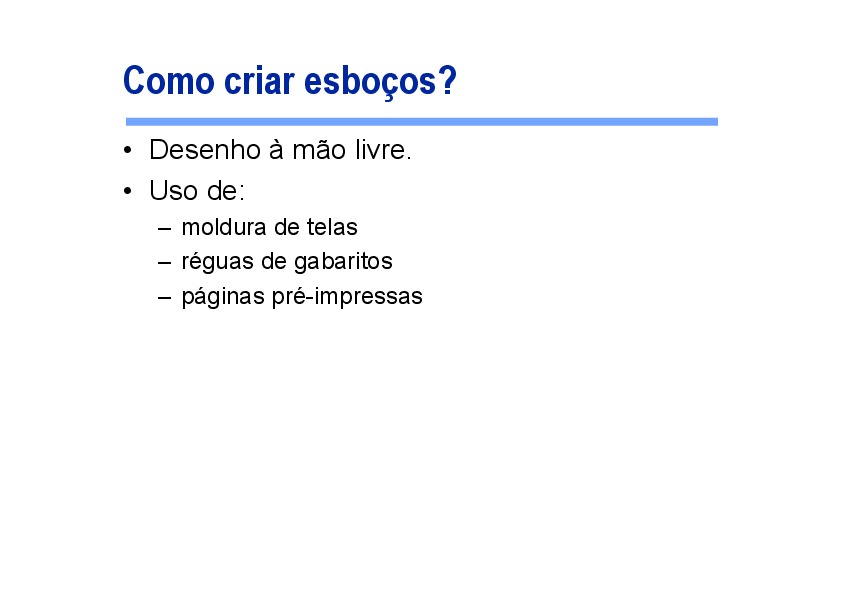 Como criar esboços?
• Desenho à mão livre.
• Uso de:
– moldura de telas
– réguas de gabaritos
– páginas pré-impressas